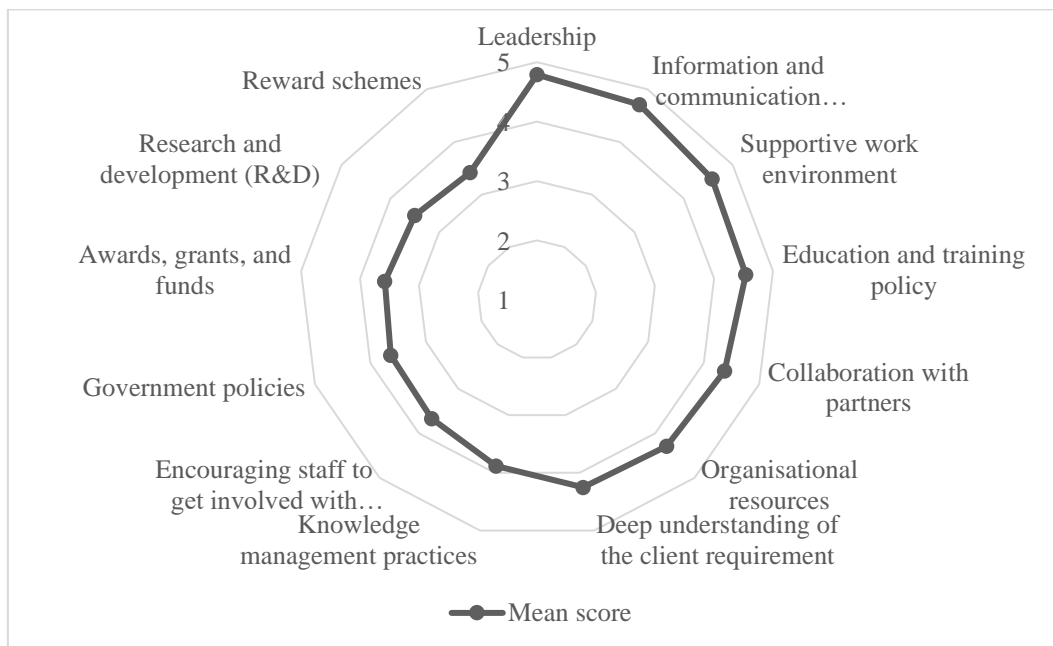 Leadership
Information and
communication…
Supportive work
environment
Education and training
policy
Collaboration with
partners
Organisational
resources
Deep understanding of
the client requirement
Knowledge
management practices
Encouraging staff to
get involved with…
Government policies
Awards, grants, and
funds
Research and
development (R&D)
Reward schemes
5
4
3
2
1
Mean score